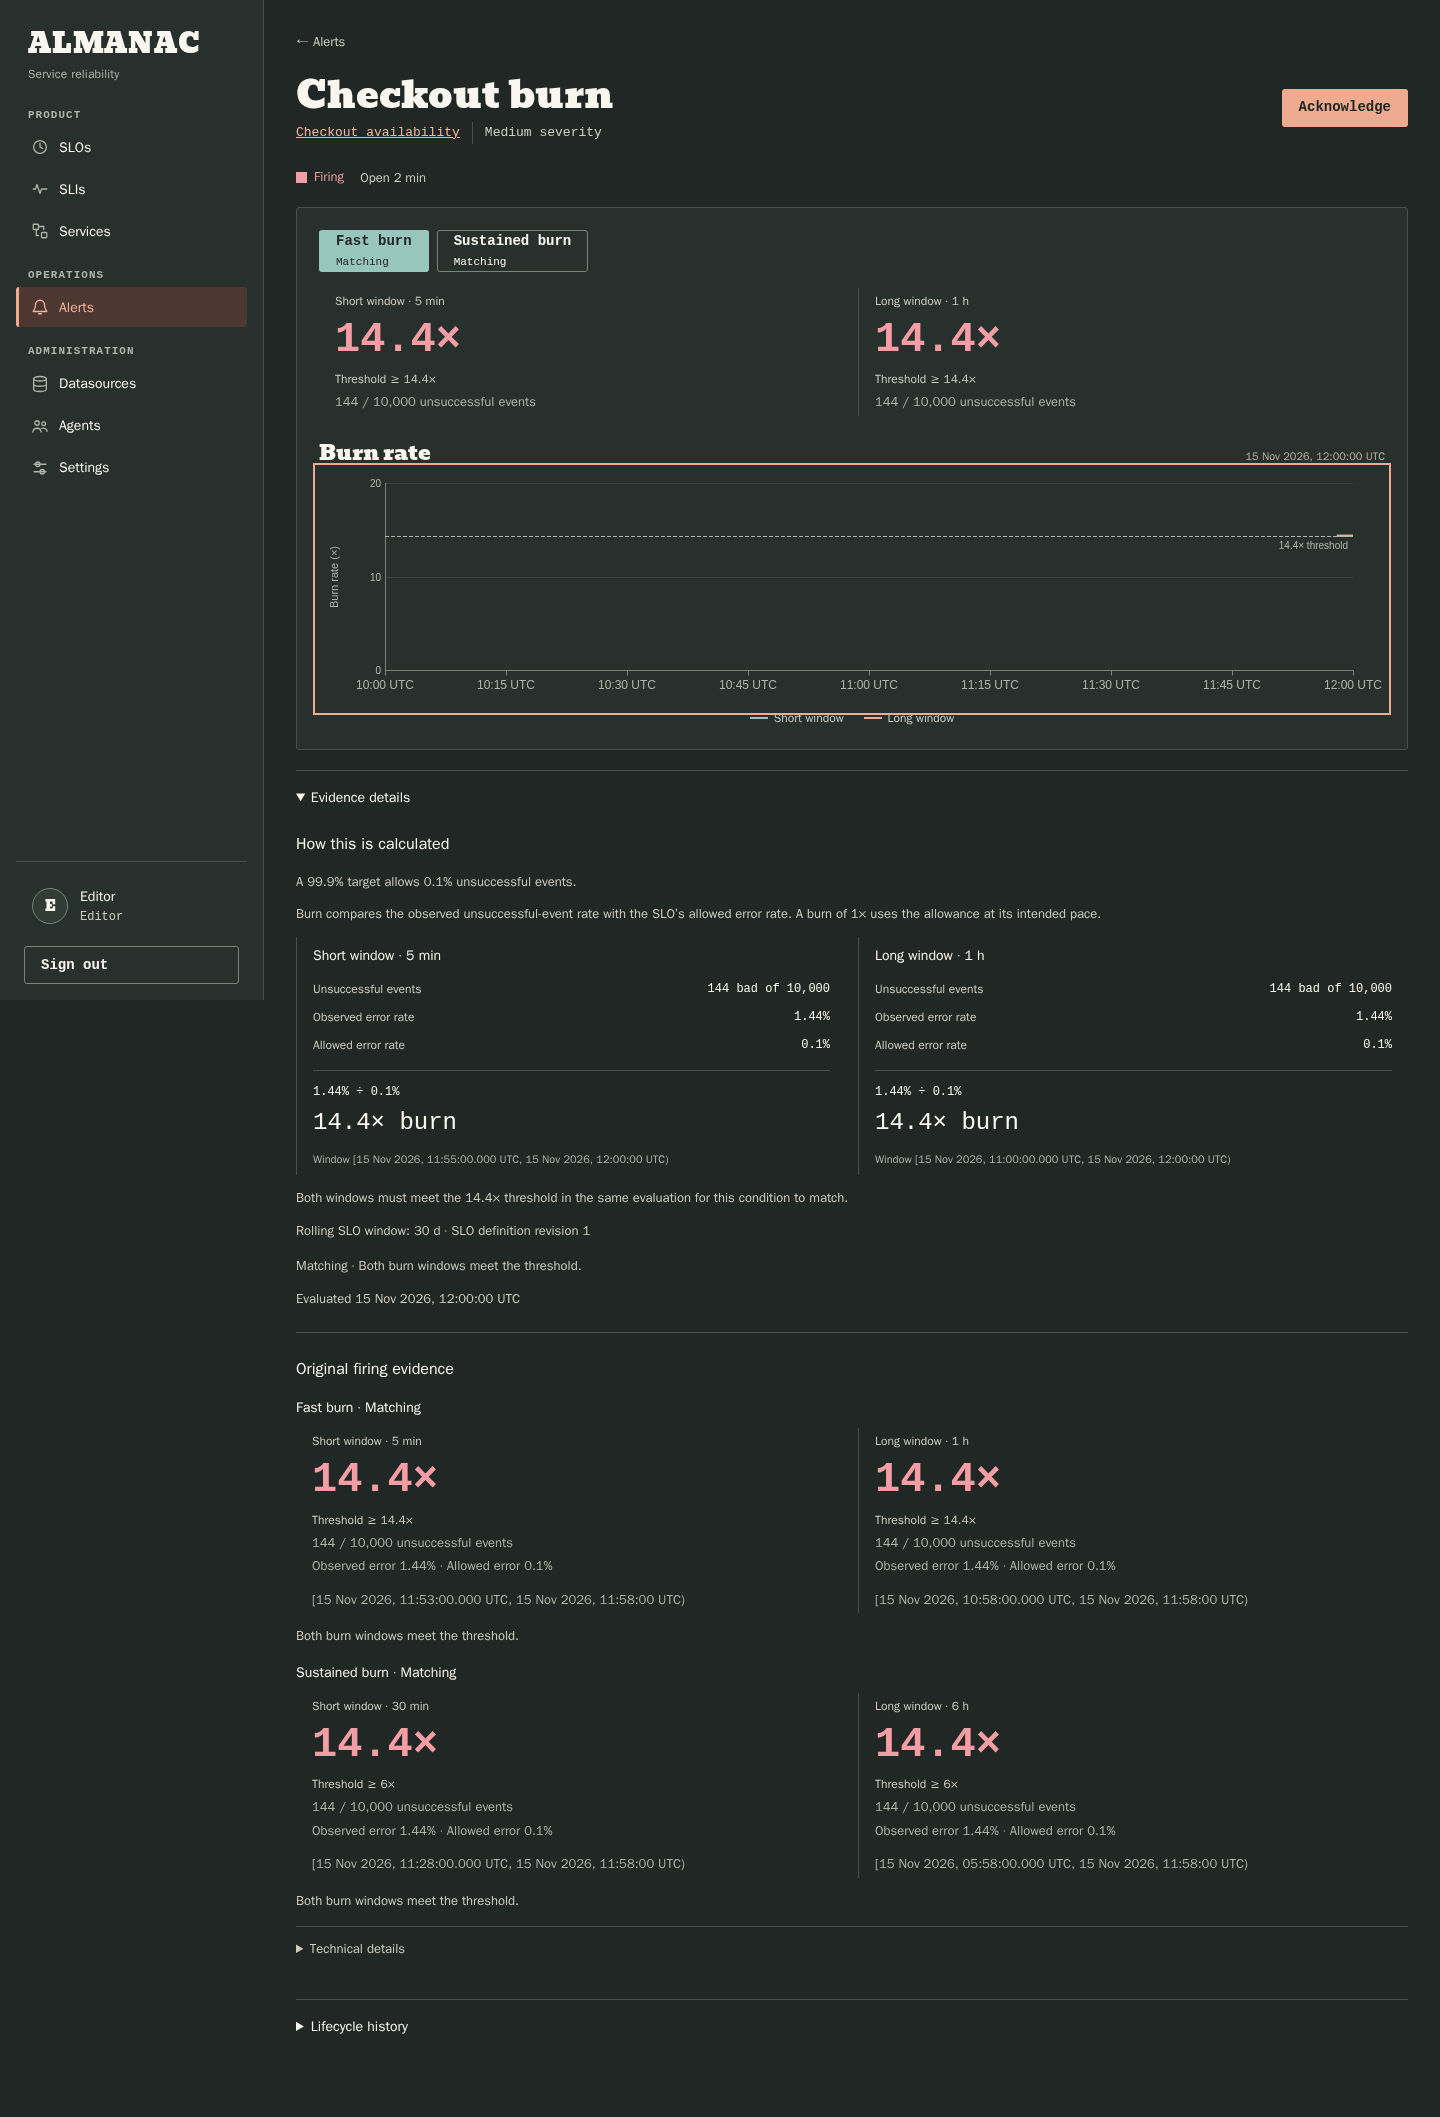 ALMANAC
Service reliability
PRODUCT
SLOs
SLIs
Services
OPERATIONS
Alerts
ADMINISTRATION
Datasources
Agents
Settings
E
Editor
Editor
Sign out
← Alerts
Checkout burn
Acknowledge
Checkout availability Medium severity
Firing Open 2 min
Fast burn
Matching
Sustained burn
Matching
Short window · 5 min
14.4×
Threshold ≥ 14.4×
144 / 10,000 unsuccessful events
Long window · 1 h
14.4×
Threshold ≥ 14.4×
144 / 10,000 unsuccessful events
Burn rate
15 Nov 2026, 12:00:00 UTC
20
10
0
Burn rate (×)
14.4× threshold
10:00 UTC 10:15 UTC 10:30 UTC 10:45 UTC 11:00 UTC 11:15 UTC 11:30 UTC 11:45 UTC 12:00 UTC
Short window Long window
▼ Evidence details
How this is calculated
A 99.9% target allows 0.1% unsuccessful events.
Burn compares the observed unsuccessful-event rate with the SLO's allowed error rate. A burn of 1× uses the allowance at its intended pace.
Short window · 5 min
Unsuccessful events 144 bad of 10,000
Observed error rate 1.44%
Allowed error rate 0.1%
1.44% ÷ 0.1%
14.4× burn
Window [15 Nov 2026, 11:55:00.000 UTC, 15 Nov 2026, 12:00:00 UTC)
Long window · 1 h
Unsuccessful events 144 bad of 10,000
Observed error rate 1.44%
Allowed error rate 0.1%
1.44% ÷ 0.1%
14.4× burn
Window [15 Nov 2026, 11:00:00.000 UTC, 15 Nov 2026, 12:00:00 UTC)
Both windows must meet the 14.4× threshold in the same evaluation for this condition to match.
Rolling SLO window: 30 d · SLO definition revision 1
Matching · Both burn windows meet the threshold.
Evaluated 15 Nov 2026, 12:00:00 UTC
Original firing evidence
Fast burn · Matching
Short window · 5 min
14.4×
Threshold ≥ 14.4×
144 / 10,000 unsuccessful events
Observed error 1.44% · Allowed error 0.1%
[15 Nov 2026, 11:53:00.000 UTC, 15 Nov 2026, 11:58:00 UTC)
Long window · 1 h
14.4×
Threshold ≥ 14.4×
144 / 10,000 unsuccessful events
Observed error 1.44% · Allowed error 0.1%
[15 Nov 2026, 10:58:00.000 UTC, 15 Nov 2026, 11:58:00 UTC)
Both burn windows meet the threshold.
Sustained burn · Matching
Short window · 30 min
14.4×
Threshold ≥ 6×
144 / 10,000 unsuccessful events
Observed error 1.44% · Allowed error 0.1%
[15 Nov 2026, 11:28:00.000 UTC, 15 Nov 2026, 11:58:00 UTC)
Long window · 6 h
14.4×
Threshold ≥ 6×
144 / 10,000 unsuccessful events
Observed error 1.44% · Allowed error 0.1%
[15 Nov 2026, 05:58:00.000 UTC, 15 Nov 2026, 11:58:00 UTC)
Both burn windows meet the threshold.
▶ Technical details
▶ Lifecycle history